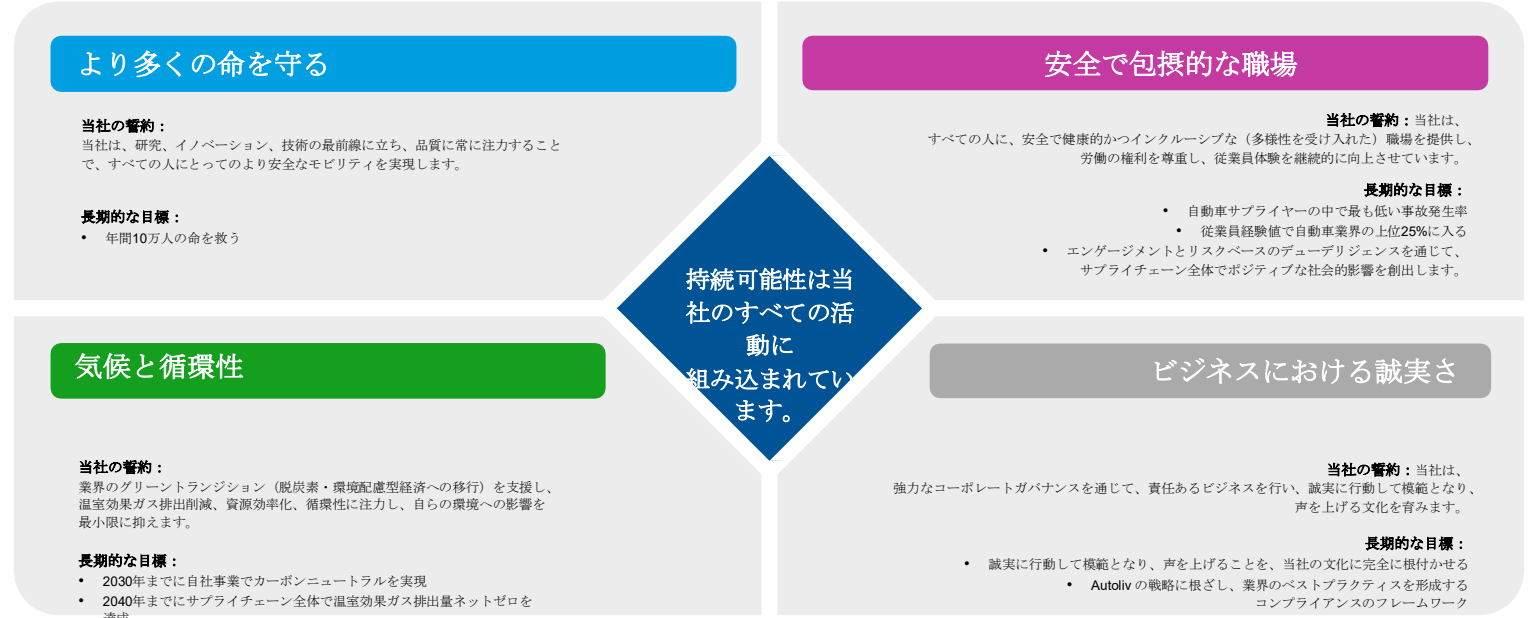 より多くの命を守る
当社の誓約：
当社は、研究、イノベーション、技術の最前線に立ち、品質に常に注力すること
で、すべての人にとってのより安全なモビリティを実現します。
長期的な目標：
• 年間10万人の命を救う
安全で包摂的な職場
当社の誓約：当社は、
すべての人に、安全で健康的かつインクルーシブな（多様性を受け入れた）職場を提供し、
労働の権利を尊重し、従業員体験を継続的に向上させています。
長期的な目標：
• 自動車サプライヤーの中で最も低い事故発生率
• 従業員経験値で自動車業界の上位25%に入る
• エンゲージメントとリスクベースのデューデリジェンスを通じて、
サプライチェーン全体でポジティブな社会的影響を創出します。
持続可能性は当
社のすべての活
動に
組み込まれてい
ます。
気候と循環性
当社の誓約：
業界のグリーントランジション（脱炭素・環境配慮型経済への移行）を支援し、
温室効果ガス排出削減、資源効率化、循環性に注力し、自らの環境への影響を
最小限に抑えます。
長期的な目標：
• 2030年までに自社事業でカーボンニュートラルを実現
• 2040年までにサプライチェーン全体で温室効果ガス排出量ネットゼロを
達成
ビジネスにおける誠実さ
当社の誓約：当社は、
強力なコーポレートガバナンスを通じて、責任あるビジネスを行い、誠実に行動して模範となり、
声を上げる文化を育みます。
長期的な目標：
• 誠実に行動して模範となり、声を上げることを、当社の文化に完全に根付かせる
• Autoliv の戦略に根ざし、業界のベストプラクティスを形成する
コンプライアンスのフレームワーク